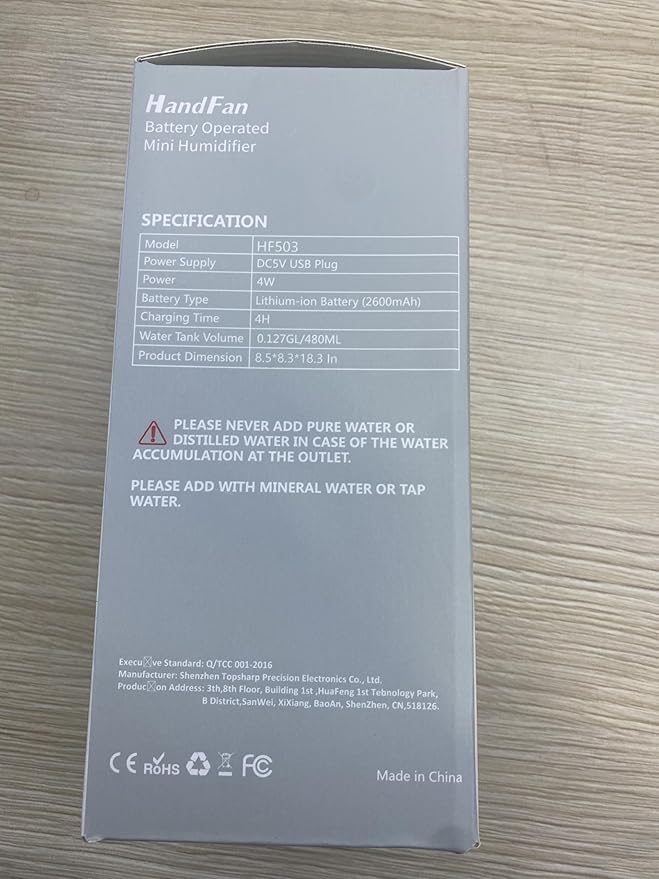 HandFan
Battery Operated
Mini Humidifier
SPECIFICATION
Model HF503
Power Supply DC5V USB Plug
Power 4W
Battery Type Lithium-ion Battery (2600mAh)
Charging Time 4H
Water Tank Volume 0.127GL/480ML
Product Dimension 8.5*8.3*18.3 In
PLEASE NEVER ADD PURE WATER OR
DISTILLED WATER IN CASE OF THE WATER
ACCUMULATION AT THE OUTLET.
PLEASE ADD WITH MINERAL WATER OR TAP
WATER.
Execu☒ve Standard: Q/TCC 001-2016
Manufacturer: Shenzhen Topsharp Precision Electronics Co., Ltd.
Produc☒on Address: 3th,8th Floor, Building 1st ,HuaFeng 1st Tebnology Park,
B District,SanWei, XiXiang, BaoAn, ShenZhen, CN,518126.
CE RoHS FC
Made in China